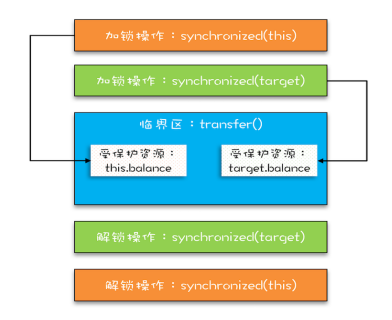 加锁操作：synchronized(this)
加锁操作：synchronized(target)
临界区：transfer()
受保护资源：
this.balance
受保护资源：
target.balance
解锁操作：synchronized(target)
解锁操作：synchronized(this)